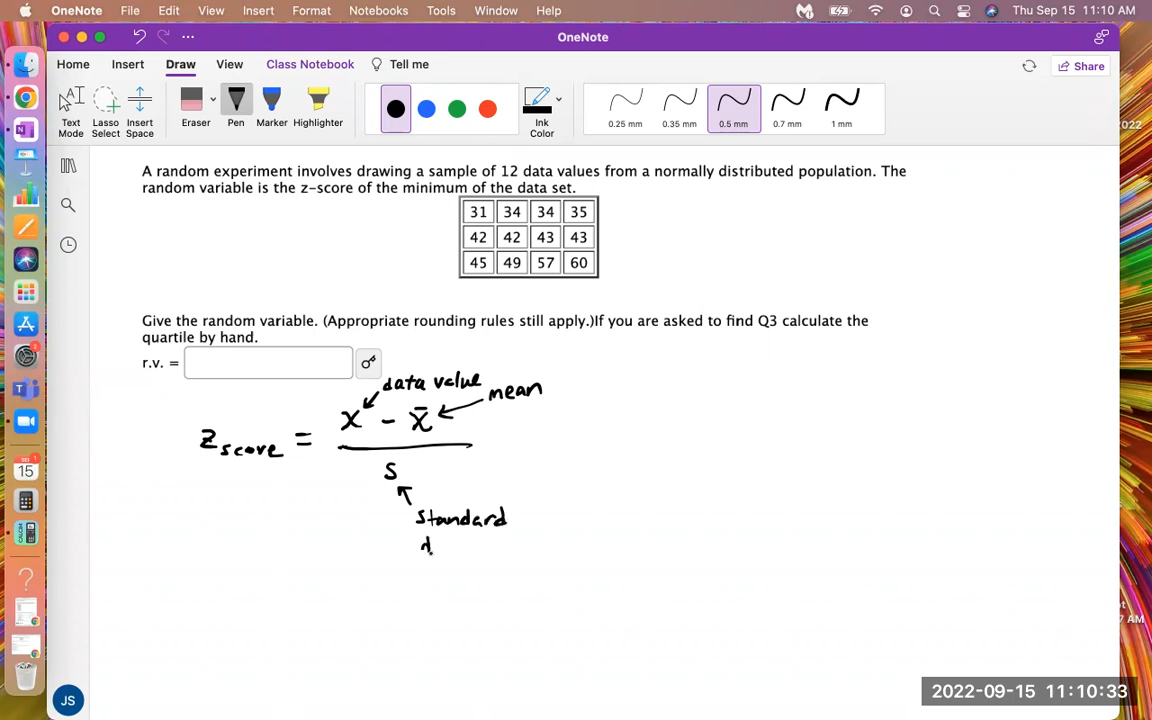 OneNote File Edit View Insert Format Notebooks Tools Window Help Thu Sep 15 11:10 AM
OneNote
Home Insert Draw View Class Notebook Tell me Share
Text Mode
Lasso Select
Insert Space
Eraser
Pen
Marker
Highlighter
Ink Color
0.25 mm
0.35 mm
0.5 mm
0.7 mm
1 mm
2022
A random experiment involves drawing a sample of 12 data values from a normally distributed population. The
random variable is the z-score of the minimum of the data set.
31 34 34 35
42 42 43 43
45 49 57 60
Give the random variable. (Appropriate rounding rules still apply.)If you are asked to find Q3 calculate the
quartile by hand.
r.v. =
data value
mean
z score = x - x̄
s
standard
d
SEP
15
?
JS
7 AM
2022-09-15 11:10:33